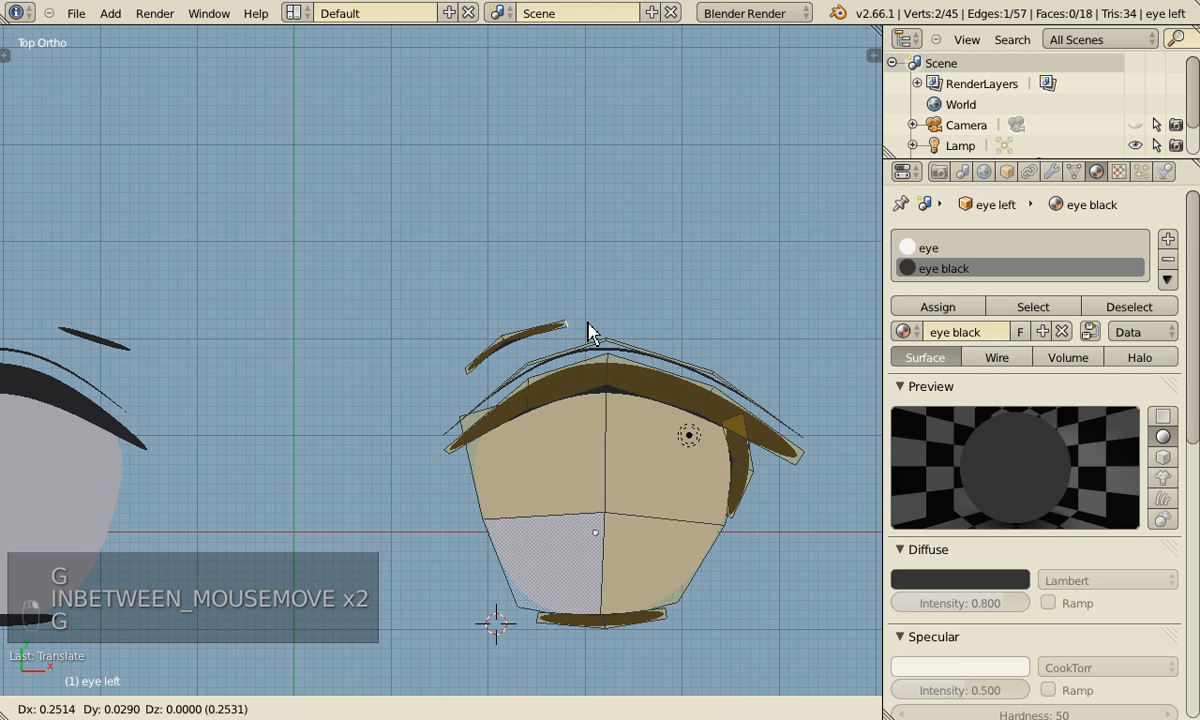 File Add Render Window Help Default Scene Blender Render v2.66.1 | Verts:2/45 | Edges:1/57 | Faces:0/18 | Tris:34 | eye left
Top Ortho
View Search All Scenes
Scene
RenderLayers
World
Camera
Lamp
eye left eye black
eye
eye black
Assign Select Deselect
eye black F Data
Surface Wire Volume Halo
Preview
Diffuse
Lambert
Intensity: 0.800 Ramp
Specular
CookTorr
Intensity: 0.500 Ramp
Hardness: 50
G
INBETWEEN_MOUSEMOVE x2
G
Last: Translate
y
x
(1) eye left
Dx: 0.2514 Dy: 0.0290 Dz: 0.0000 (0.2531)